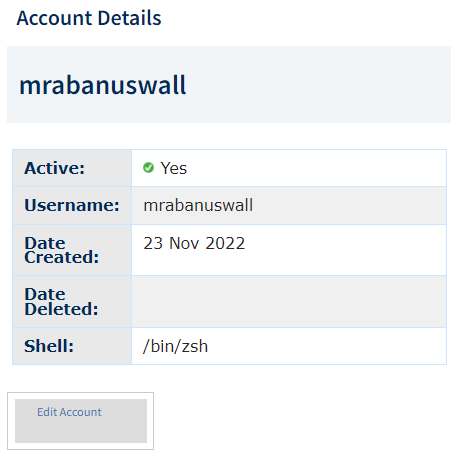 Account Details
mrabanuswall
Active: Yes
Username: mrabanuswall
Date Created: 23 Nov 2022
Date Deleted:
Shell: /bin/zsh
Edit Account